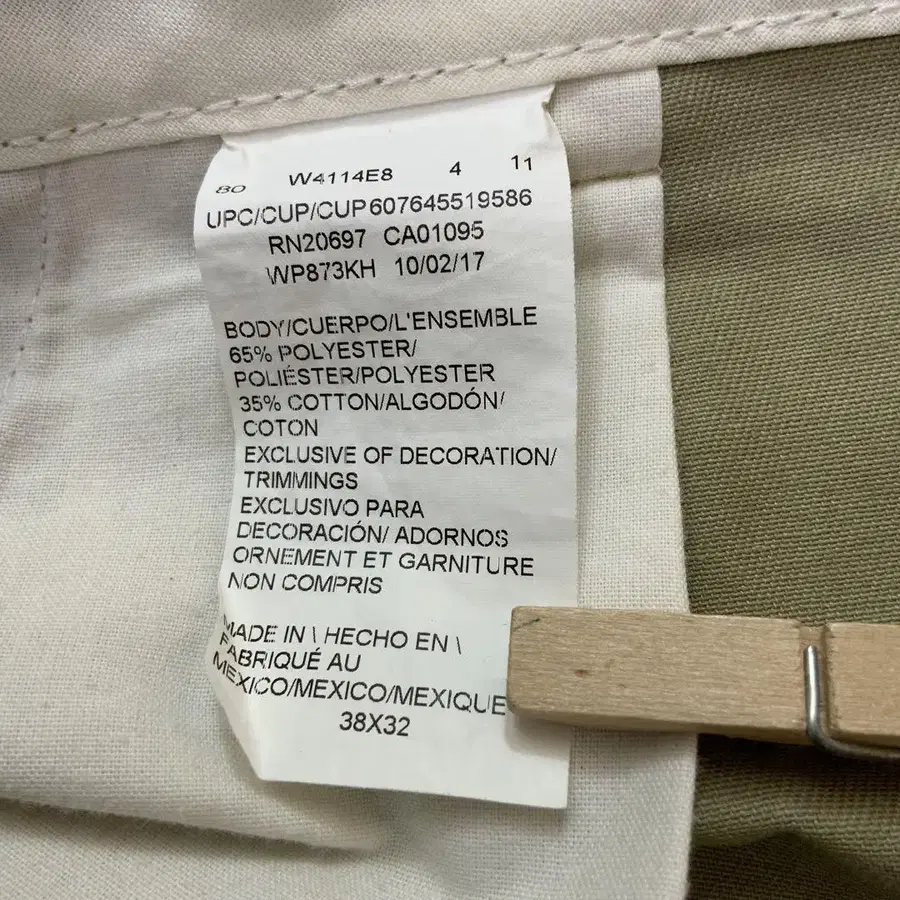 80 W4114E8 4 11
UPC/CUP/CUP607645519586
RN20697 CA01095
WP873KH 10/02/17
BODY/CUERPO/L'ENSEMBLE
65% POLYESTER/
POLIÉSTER/POLYESTER
35% COTTON/ALGODÓN/
COTON
EXCLUSIVE OF DECORATION/
TRIMMINGS
EXCLUSIVO PARA
DECORACIÓN/ ADORNOS
ORNEMENT ET GARNITURE
NON COMPRIS
MADE IN \ HECHO EN \
FABRIQUÉ AU
MEXICO/MEXICO/MEXIQUE
38X32